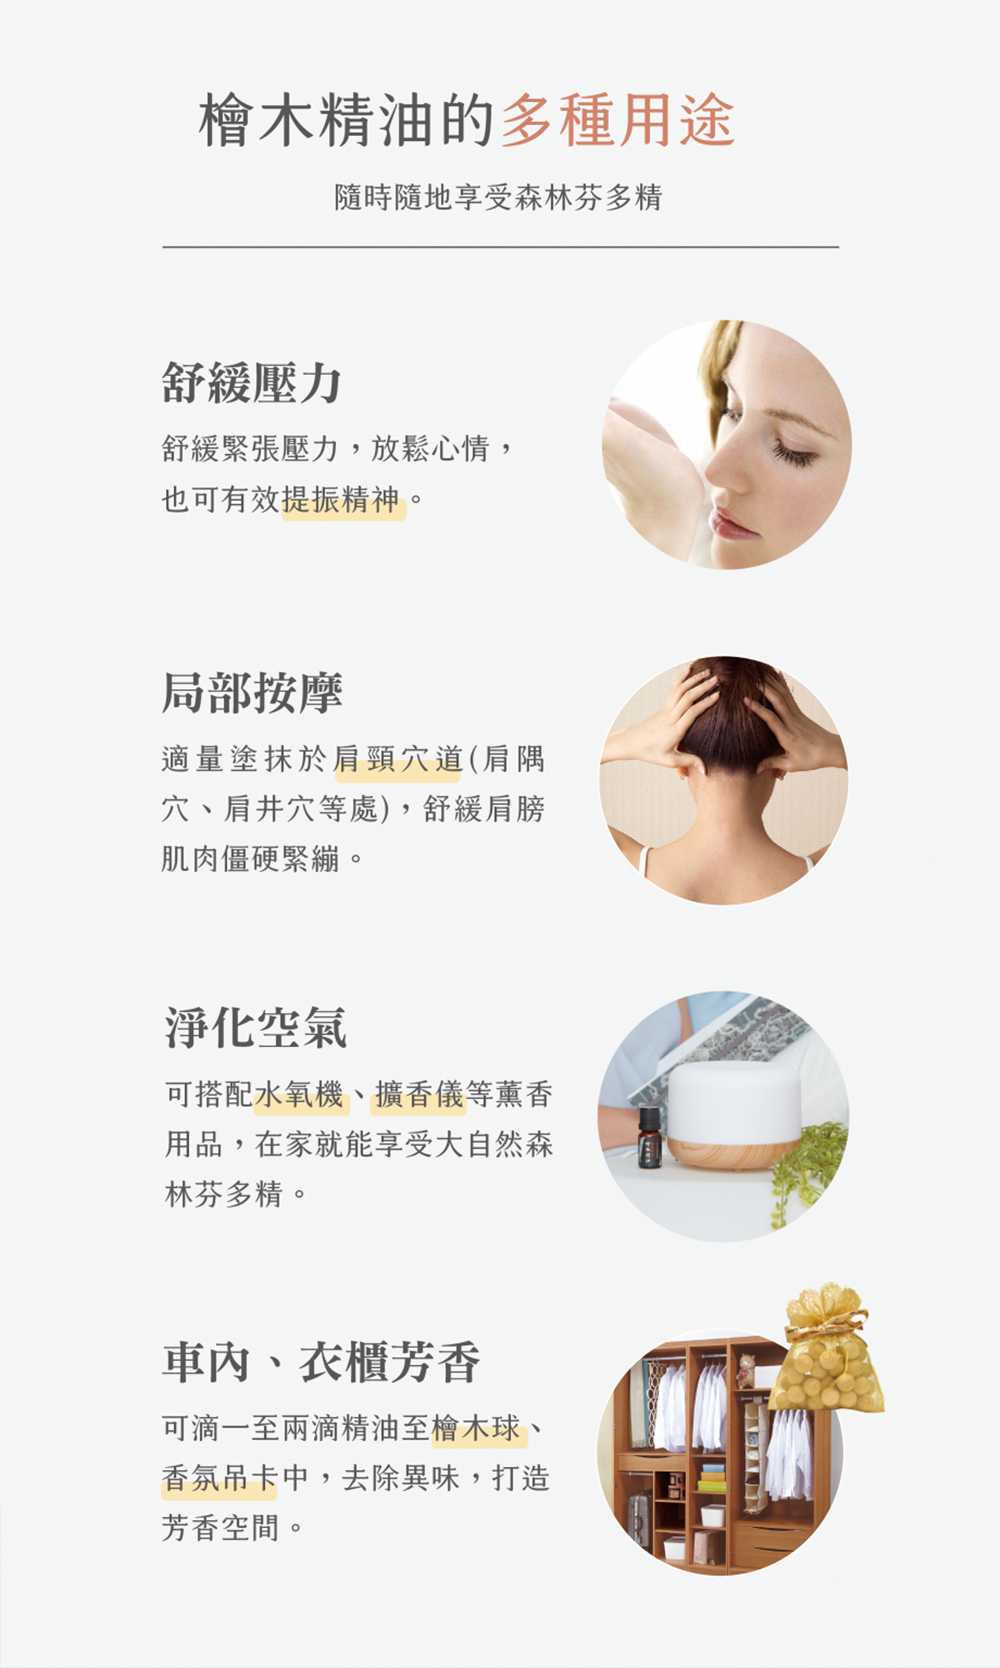 檜木精油的多種用途
隨時隨地享受森林芬多精
舒緩壓力
舒緩緊張壓力，放鬆心情，
也可有效提振精神。
局部按摩
適量塗抹於肩頸穴道(肩隅
穴、肩井穴等處)，舒緩肩膀
肌肉僵硬緊繃。
淨化空氣
可搭配水氧機、擴香儀等薰香
用品，在家就能享受大自然森
林芬多精。
車內、衣櫃芳香
可滴一至兩滴精油至檜木球、
香氛吊卡中，去除異味，打造
芳香空間。